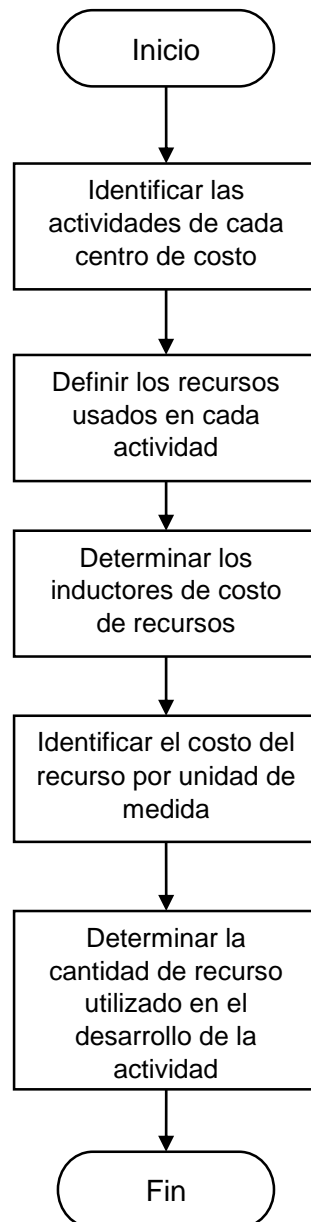 Inicio
Identificar las
actividades de cada
centro de costo
Definir los recursos
usados en cada
actividad
Determinar los
inductores de costo
de recursos
Identificar el costo del
recurso por unidad de
medida
Determinar la
cantidad de recurso
utilizado en el
desarrollo de la
actividad
Fin